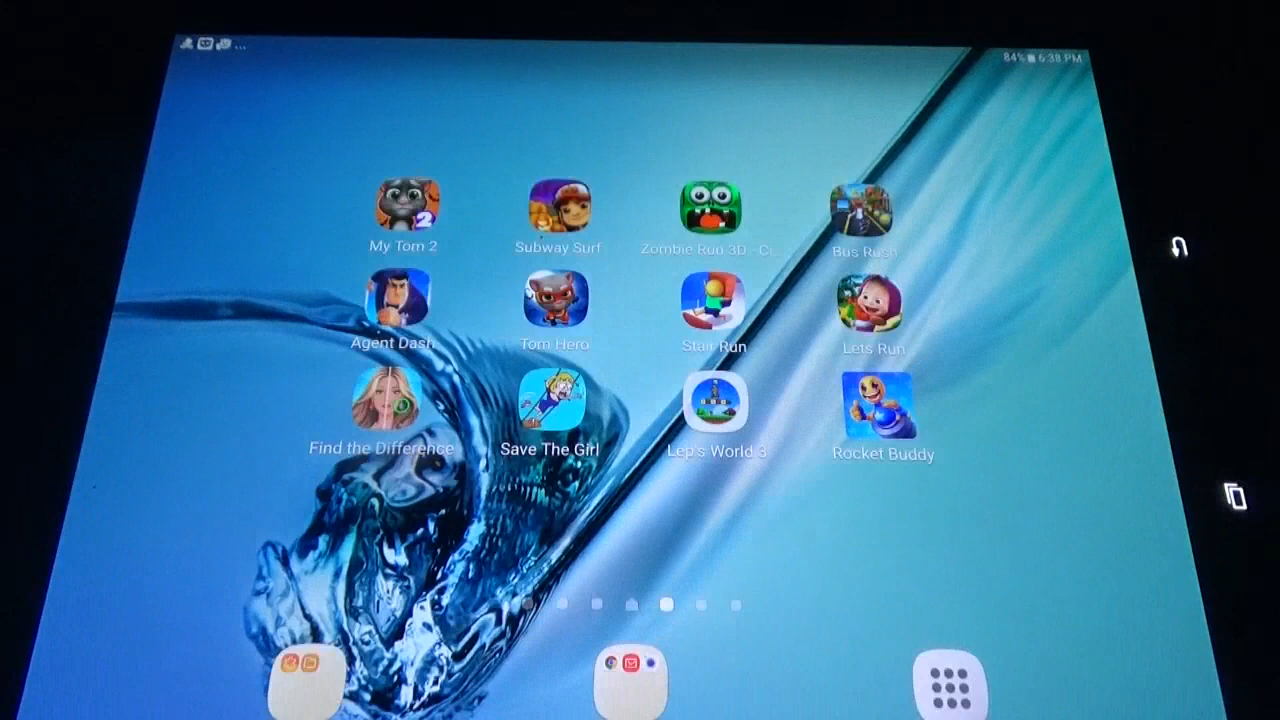 84% 6:38 PM
My Tom 2
Subway Surf
Zombie Run 3D - Ci...
Bus Rush
Agent Dash
Tom Hero
Stair Run
Lets Run
Find the Difference
Save The Girl
Lep's World 3
Rocket Buddy